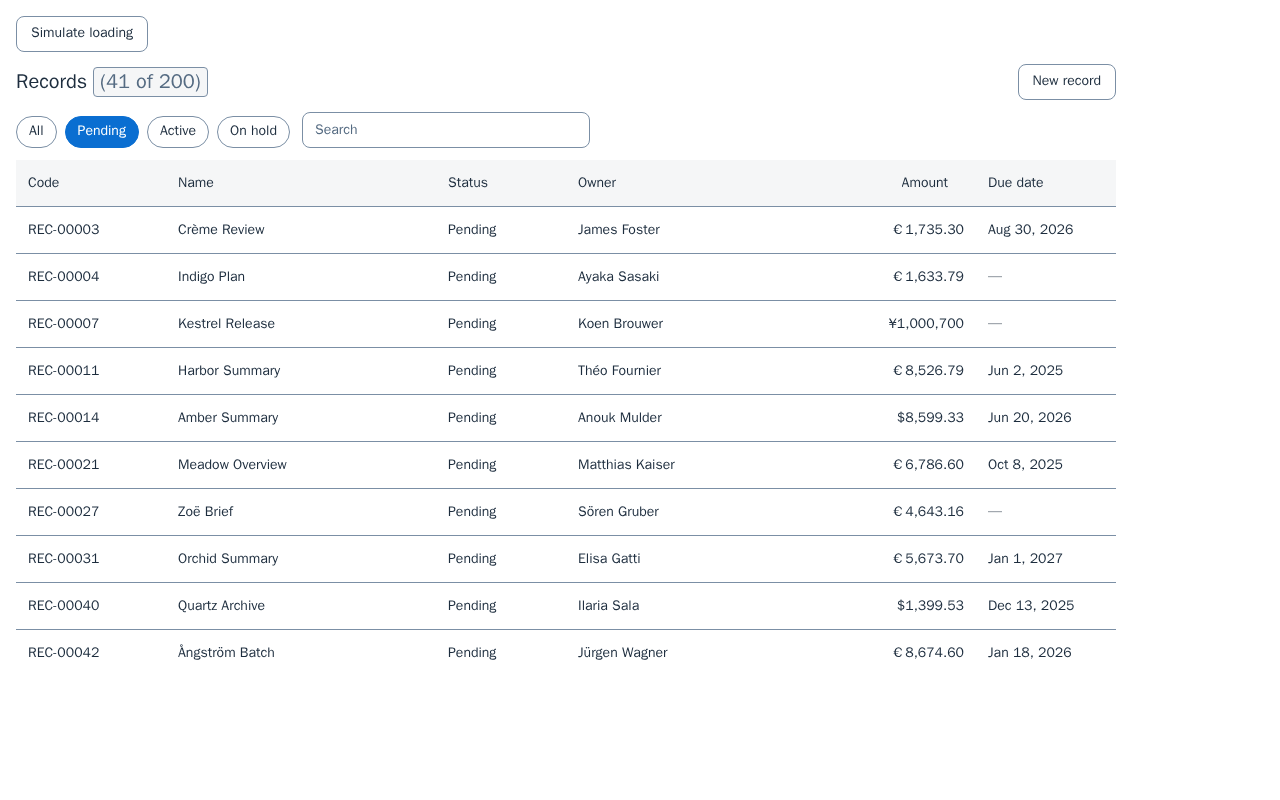 Simulate loading
Records (41 of 200)
New record
All
Pending
Active
On hold
Search
Code Name Status Owner Amount Due date
REC-00003 Crème Review Pending James Foster € 1,735.30 Aug 30, 2026
REC-00004 Indigo Plan Pending Ayaka Sasaki € 1,633.79 —
REC-00007 Kestrel Release Pending Koen Brouwer ¥1,000,700 —
REC-00011 Harbor Summary Pending Théo Fournier € 8,526.79 Jun 2, 2025
REC-00014 Amber Summary Pending Anouk Mulder $8,599.33 Jun 20, 2026
REC-00021 Meadow Overview Pending Matthias Kaiser € 6,786.60 Oct 8, 2025
REC-00027 Zoë Brief Pending Sören Gruber € 4,643.16 —
REC-00031 Orchid Summary Pending Elisa Gatti € 5,673.70 Jan 1, 2027
REC-00040 Quartz Archive Pending Ilaria Sala $1,399.53 Dec 13, 2025
REC-00042 Ångström Batch Pending Jürgen Wagner € 8,674.60 Jan 18, 2026